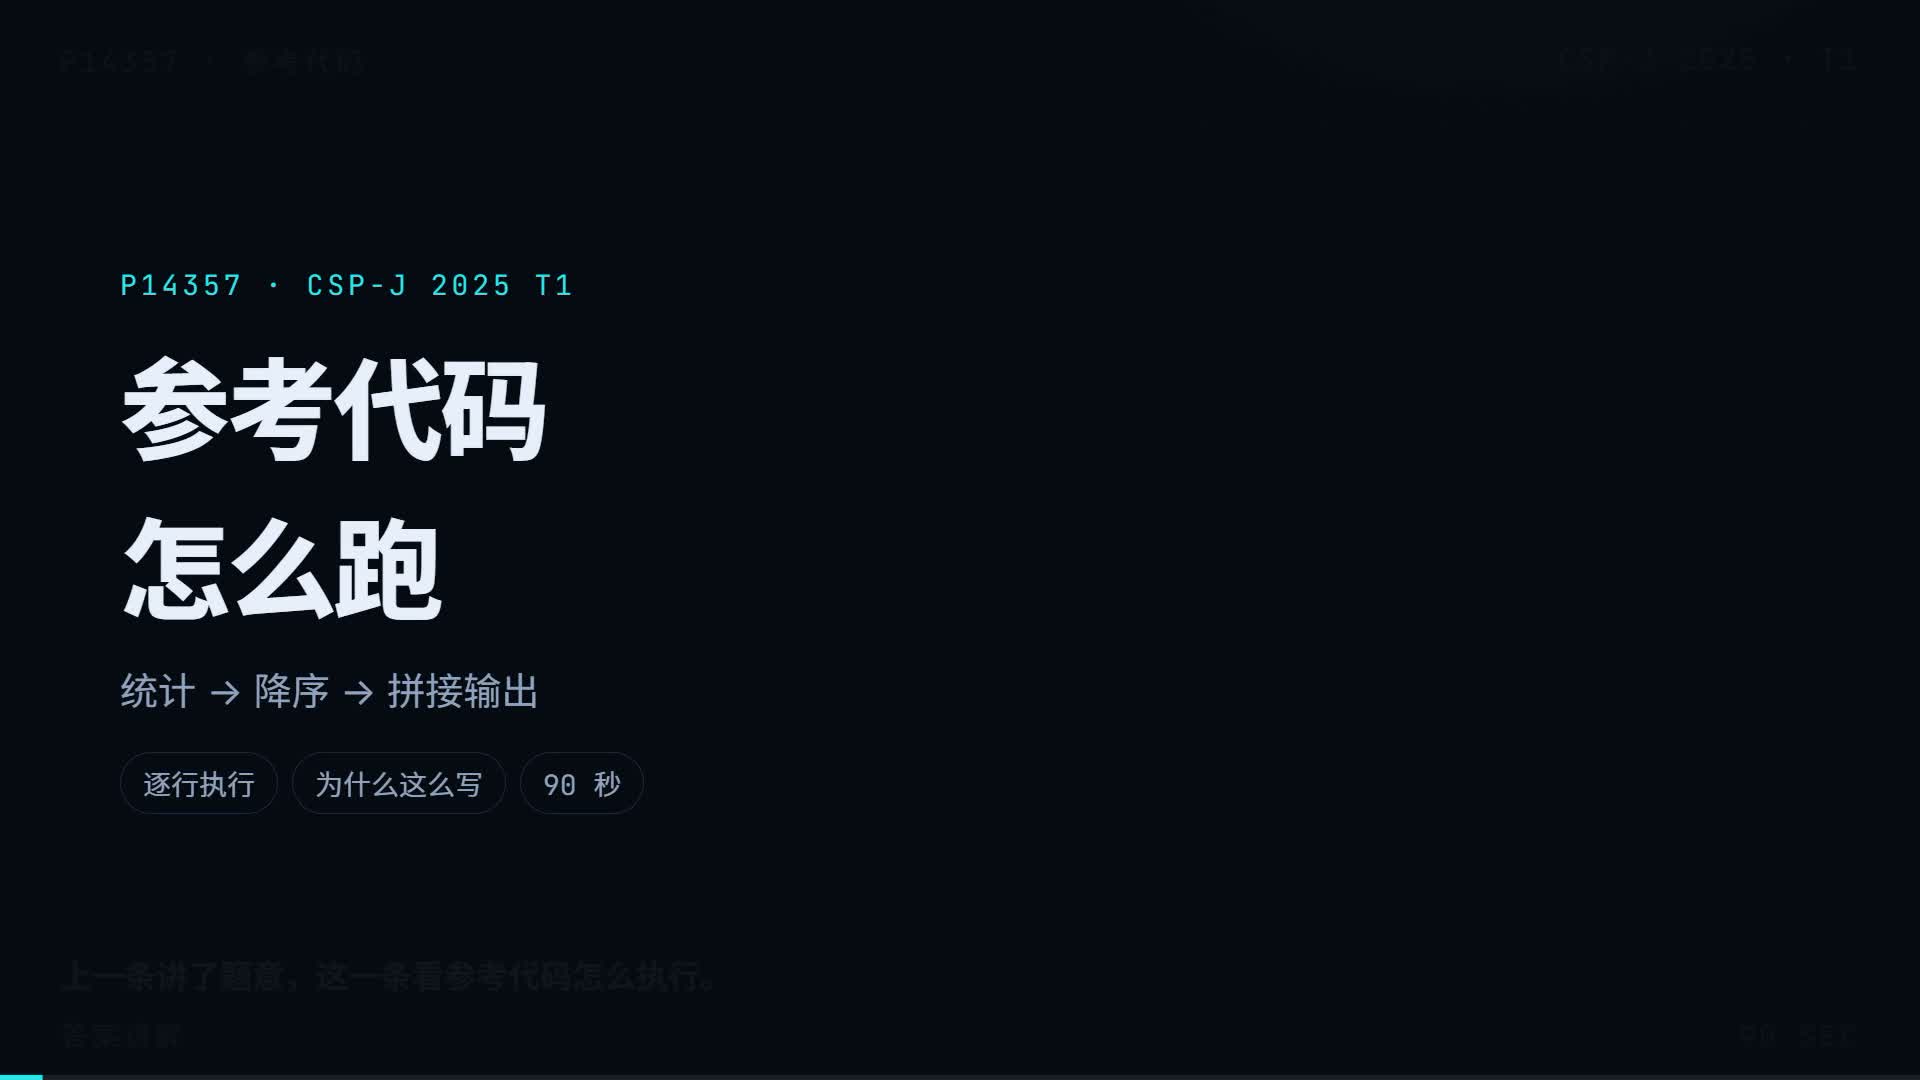 P14357 · 参考代码
CSP-J 2025 · T1
P14357 · CSP-J 2025 T1
参考代码
怎么跑
统计 → 降序 → 拼接输出
逐行执行
为什么这么写
90 秒
上一条讲了题意，这一条看参考代码怎么执行。
答案讲解
90 SEC